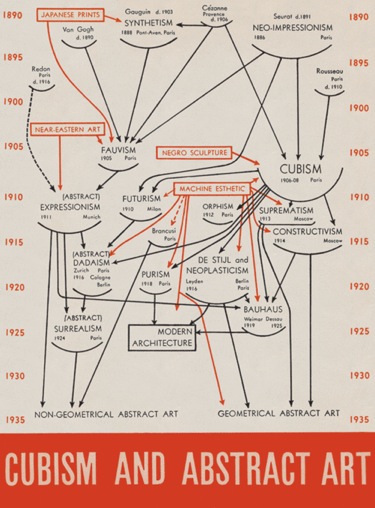 1890
JAPANESE PRINTS
Gauguin d. 1903
SYNTHETISM
1888 Pont-Aven, Paris
Cézanne
Provence
d. 1906
Seurat d.1891
NEO-IMPRESSIONISM
1886 Paris
1890
Van Gogh
d. 1890
1895
1895
Redon
Paris
d. 1916
Rousseau
Paris
d. 1910
1900
1900
NEAR-EASTERN ART
1905
FAUVISM
1905 Paris
NEGRO SCULPTURE
CUBISM
1906-08 Paris
1905
1910
(ABSTRACT)
EXPRESSIONISM
1911 Munich
FUTURISM
1910 Milan
MACHINE ESTHETIC
ORPHISM
1912 Paris
SUPREMATISM
1913 Moscow
1910
CONSTRUCTIVISM
1914 Moscow
1915
Brancusi
Paris
1915
(ABSTRACT)
DADAISM
Zurich Paris
1916 Cologne
Berlin
PURISM
1918 Paris
DE STIJL and
NEOPLASTICISM
Leyden Berlin
1916 Paris
1920
1920
BAUHAUS
Weimar Dessau
1919 1925
(ABSTRACT)
SURREALISM
1924 Paris
MODERN
ARCHITECTURE
1925
1925
1930
1930
1935
NON-GEOMETRICAL ABSTRACT ART
GEOMETRICAL ABSTRACT ART
1935
CUBISM AND ABSTRACT ART